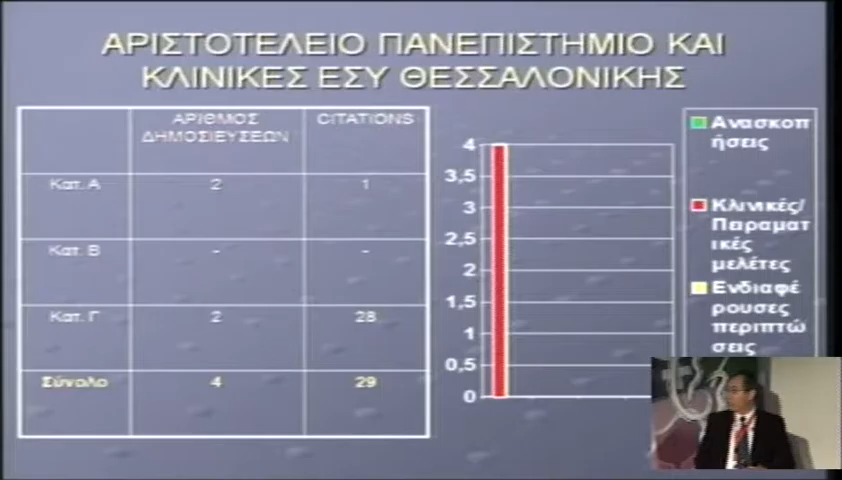 ΑΡΙΣΤΟΤΕΛΕΙΟ ΠΑΝΕΠΙΣΤΗΜΙΟ ΚΑΙ
ΚΛΙΝΙΚΕΣ ΕΣΥ ΘΕΣΣΑΛΟΝΙΚΗΣ
ΑΡΙΘΜΟΣ
ΔΗΜΟΣΙΕΥΣΕΩΝ
CITATIONS
Κατ. Α 2 1
Κατ. Β - -
Κατ. Γ 2 28
Σύνολο 4 29
4
3,5
3
2,5
2
1,5
1
0,5
0
Ανασκοπ
ήσεις
Κλινικές/
Πειραματ
ικές
μελέτες
Ενδιαφέ
ρουσες
περιπτώ
σεις